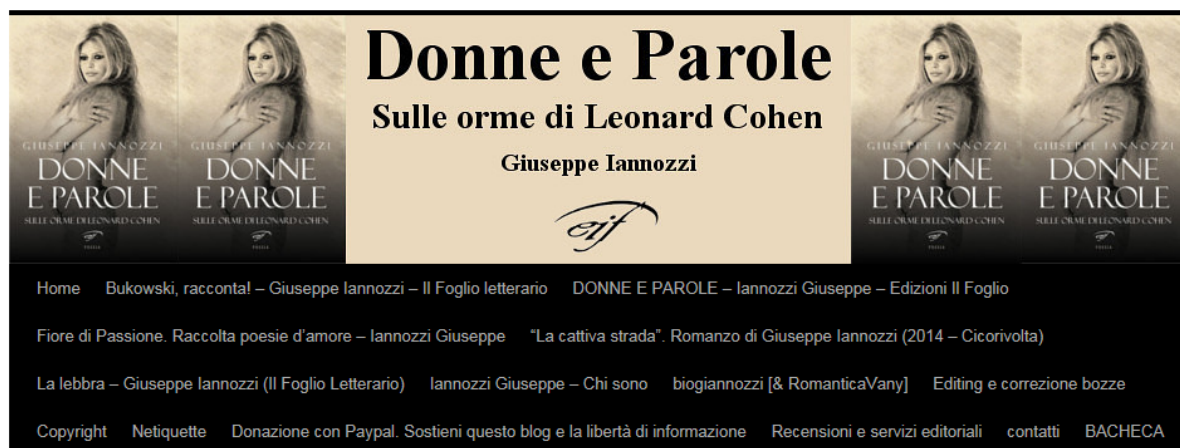 Donne e Parole
Sulle orme di Leonard Cohen
Giuseppe Iannozzi
eif
GIUSEPPE IANNOZZI
DONNE
E PAROLE
SULLE ORME DI LEONARD COHEN
GIUSEPPE IANNOZZI
DONNE
E PAROLE
SULLE ORME DI LEONARD COHEN
GIUSEPPE IANNOZZI
DONNE
E PAROLE
SULLE ORME DI LEONARD COHEN
GIUSEPPE IANNOZZI
DONNE
E PAROLE
SULLE ORME DI LEONARD COHEN
Home Bukowski, racconta! – Giuseppe Iannozzi – Il Foglio letterario DONNE E PAROLE – Iannozzi Giuseppe – Edizioni Il Foglio
Fiore di Passione. Raccolta poesie d'amore – Iannozzi Giuseppe "La cattiva strada". Romanzo di Giuseppe Iannozzi (2014 – Cicorivolta)
La lebbra – Giuseppe Iannozzi (Il Foglio Letterario) Iannozzi Giuseppe – Chi sono biogiannozzi [& RomanticaVany] Editing e correzione bozze
Copyright Netiquette Donazione con Paypal. Sostieni questo blog e la libertà di informazione Recensioni e servizi editoriali contatti BACHECA